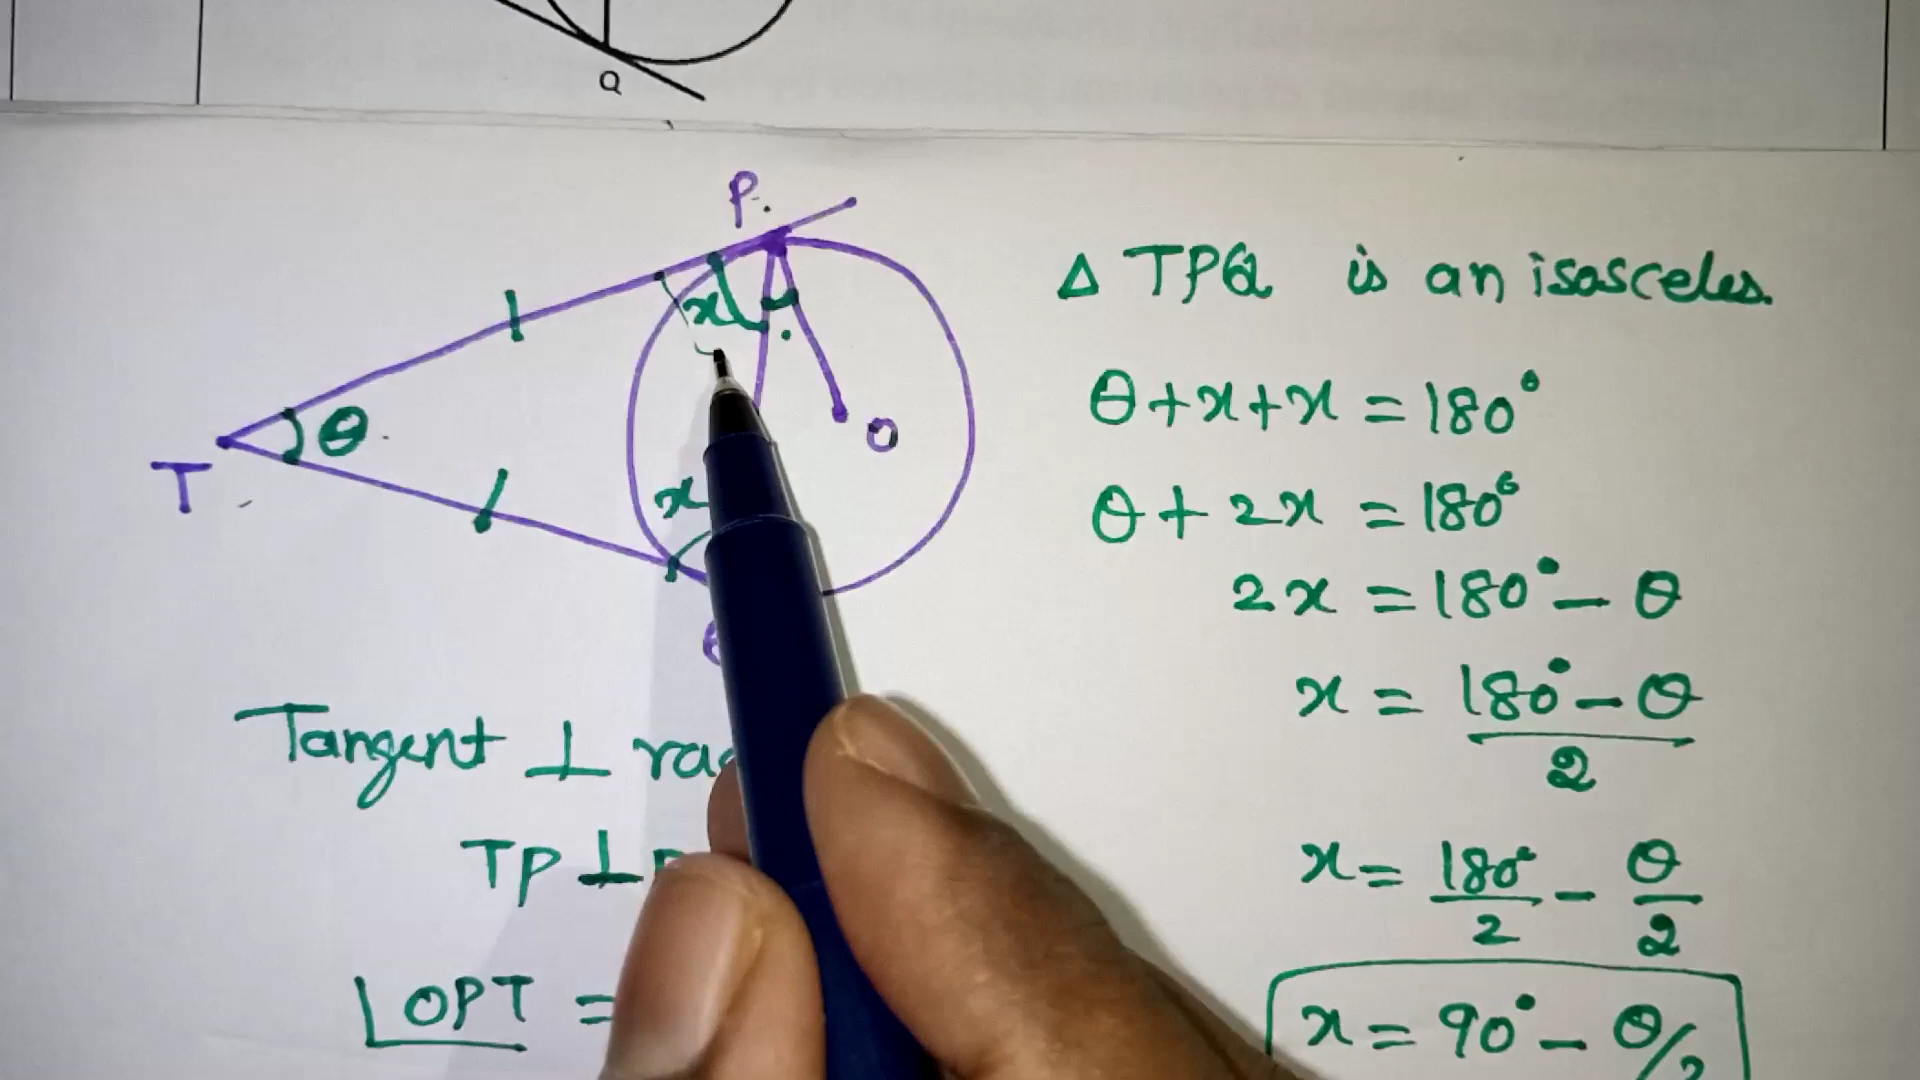 Q
P.
Δ TPQ is an isosceles.
x
θ + x + x = 180°
θ
O
T
x
θ + 2x = 180°
2x = 180° - θ
x = 180° - θ / 2
Tangent ⊥
TP ⊥
x = 180°/2 - θ/2
∠OPT =
x = 90° - θ/2